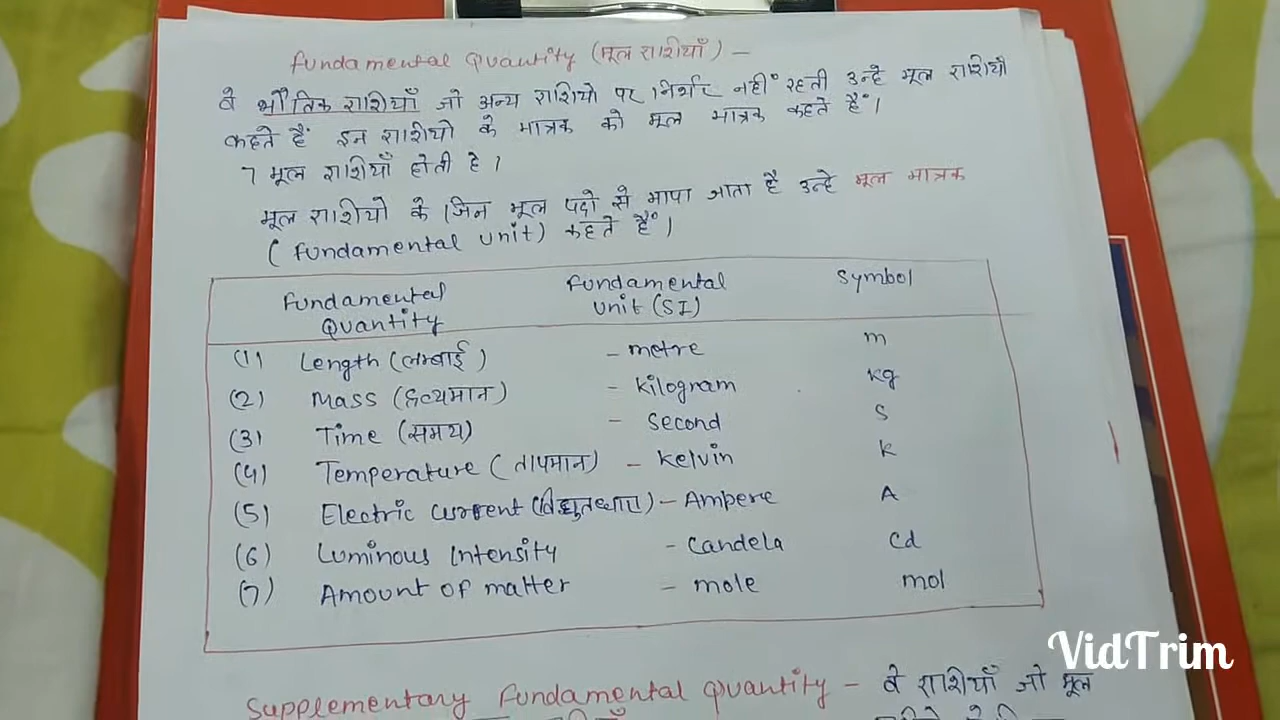 Fundamental Quantity (मूल राशियाँ) –
वे भौतिक राशियाँ जो अन्य राशियो पर निर्भर नहीं रहती उन्हे मूल राशियाँ
कहते हैं इन राशियो के मात्रक को मूल मात्रक कहते हैं।
7 मूल राशियाँ होती है।
मूल राशियो के जिन मूल पदो से मापा जाता है उन्हे मूल मात्रक
(Fundamental Unit) कहते हैं।
Fundamental Quantity Fundamental Unit (SI) Symbol
(1) Length (लम्बाई) – metre m
(2) Mass (द्रव्यमान) – kilogram kg
(3) Time (समय) – Second S
(4) Temperature (तापमान) – Kelvin k
(5) Electric current (विद्युतधारा) – Ampere A
(6) Luminous Intensity – Candela Cd
(7) Amount of matter – mole mol
Supplementary Fundamental Quantity – वे राशियाँ जो मूल
VidTrim